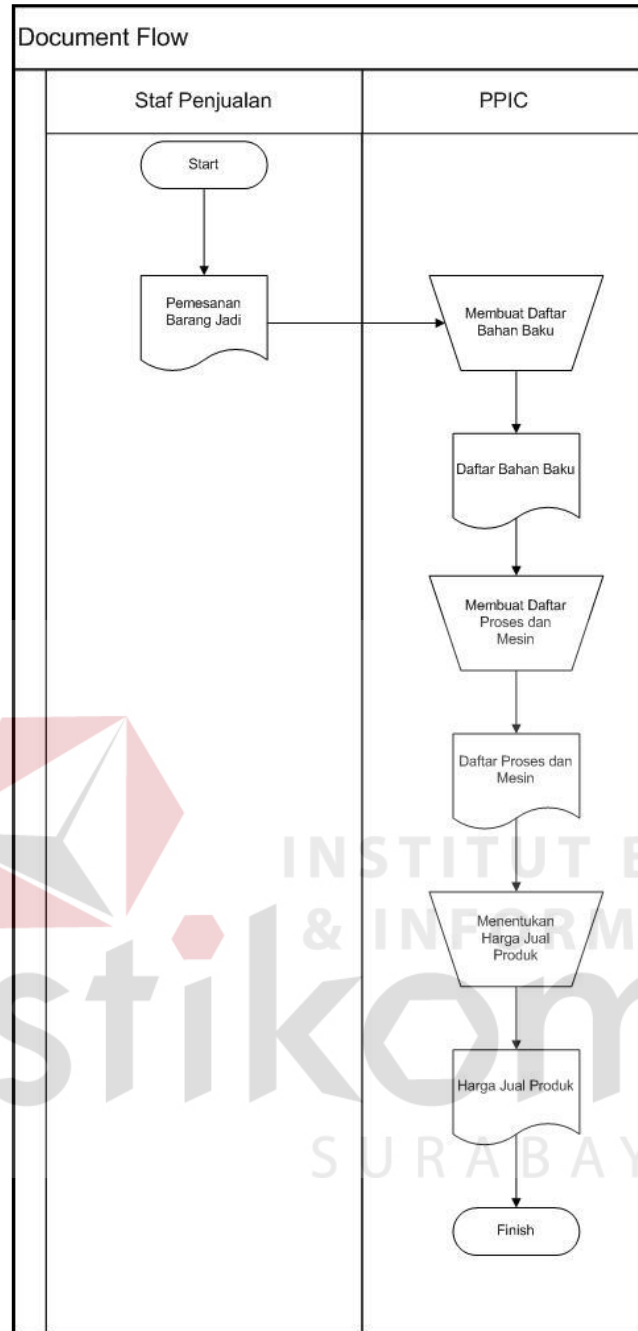 Document Flow
Staf Penjualan
PPIC
Start
Pemesanan
Barang Jadi
Membuat Daftar
Bahan Baku
Daftar Bahan Baku
Membuat Daftar
Proses dan
Mesin
Daftar Proses dan
Mesin
INSTITUT B
Menentukan
Harga Jual
Produk
& INFORM
stikom
Harga Jual Produk
SURABAY
Finish